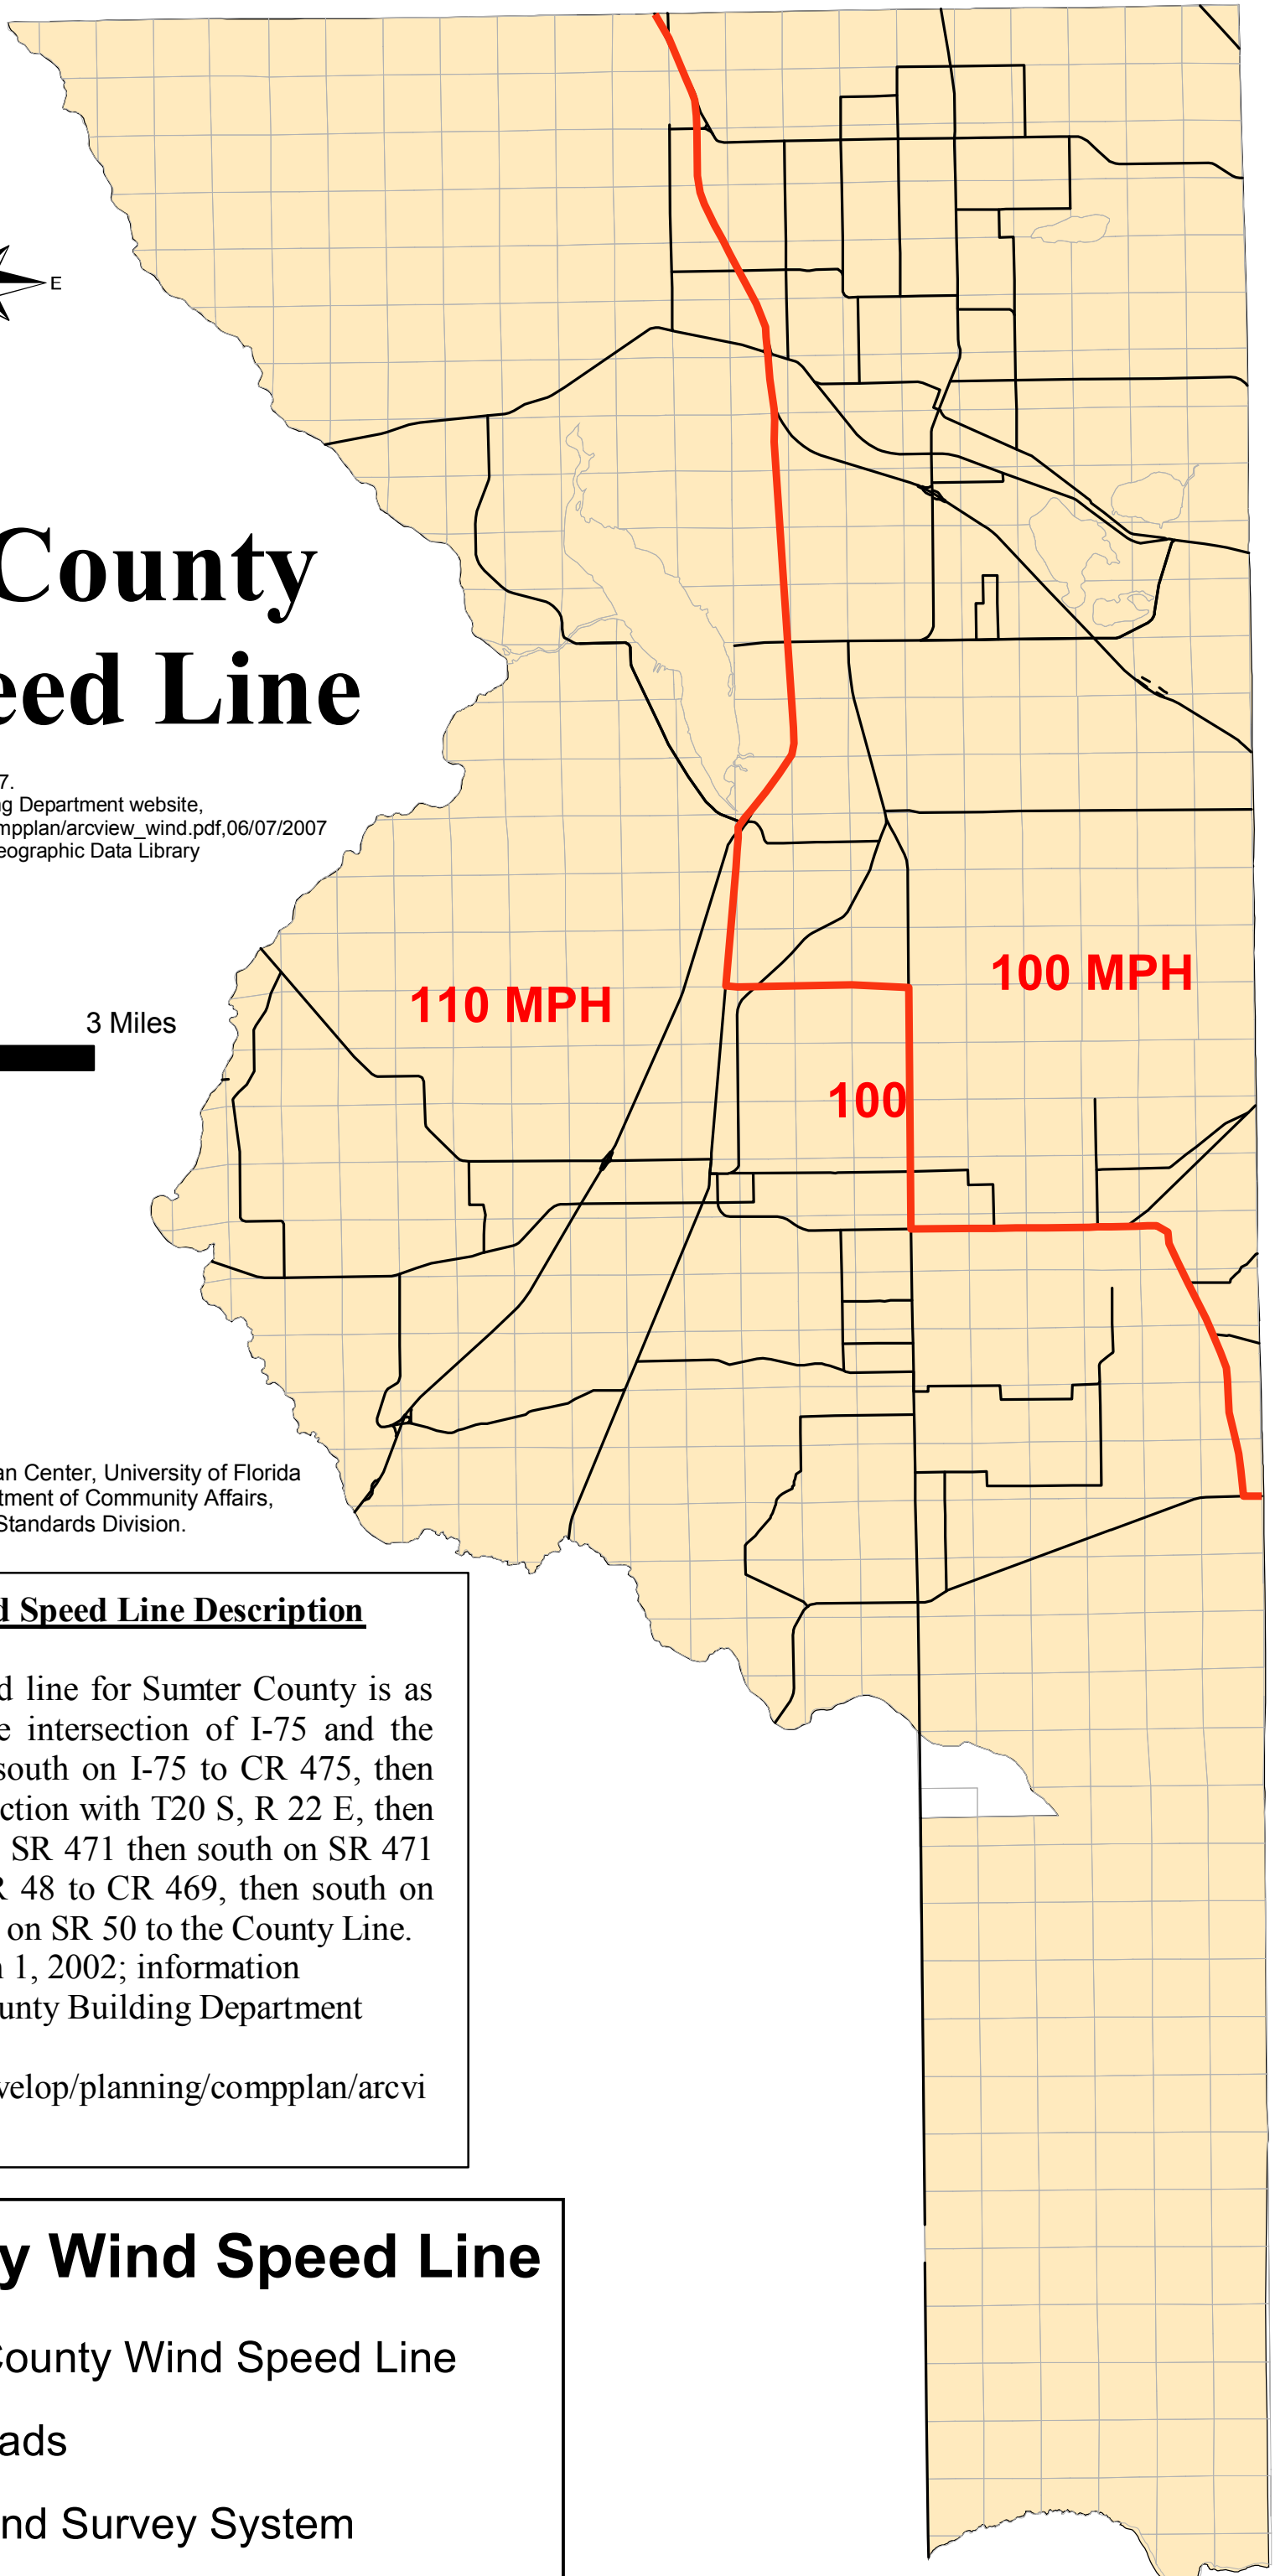 E
County
eed Line
7.
ng Department website,
mpplan/arcview_wind.pdf,06/07/2007
eographic Data Library
100 MPH
110 MPH
3 Miles
100
an Center, University of Florida
tment of Community Affairs,
Standards Division.
d Speed Line Description
d line for Sumter County is as
e intersection of I-75 and the
south on I-75 to CR 475, then
ction with T20 S, R 22 E, then
SR 471 then south on SR 471
R 48 to CR 469, then south on
on SR 50 to the County Line.
h 1, 2002; information
ounty Building Department
velop/planning/compplan/arcvi
y Wind Speed Line
County Wind Speed Line
ads
nd Survey System